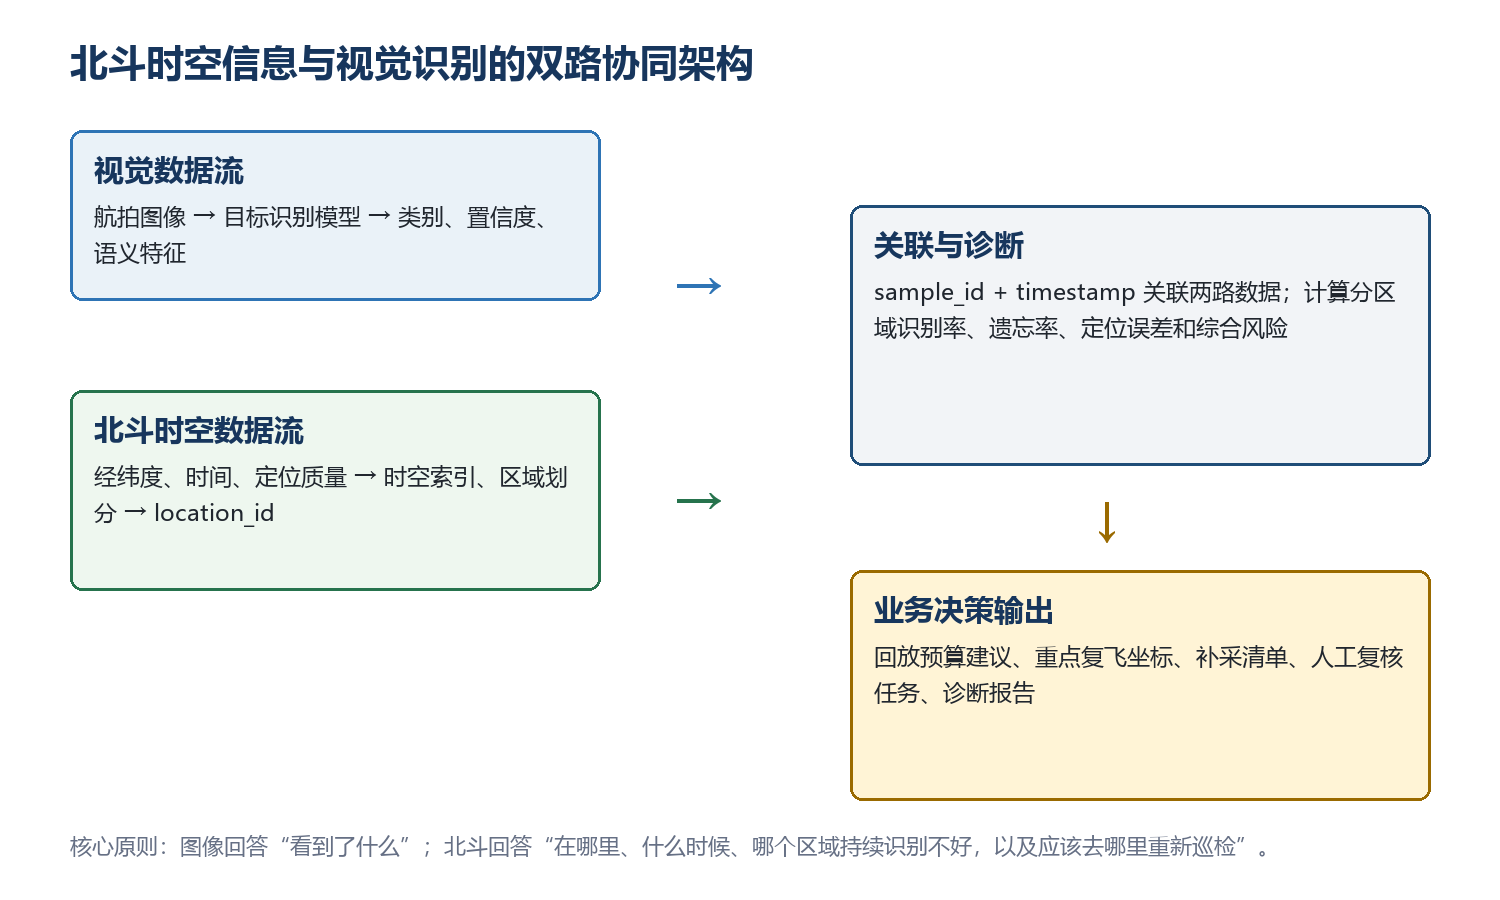 北斗时空信息与视觉识别的双路协同架构
视觉数据流
航拍图像 → 目标识别模型 → 类别、置信度、
语义特征
→
北斗时空数据流
经纬度、时间、定位质量 → 时空索引、区域划
分 → location_id
→
关联与诊断
sample_id + timestamp 关联两路数据；计算分区
域识别率、遗忘率、定位误差和综合风险
↓
业务决策输出
回放预算建议、重点复飞坐标、补采清单、人工复核
任务、诊断报告
核心原则：图像回答“看到了什么”；北斗回答“在哪里、什么时候、哪个区域持续识别不好，以及应该去哪里重新巡检”。